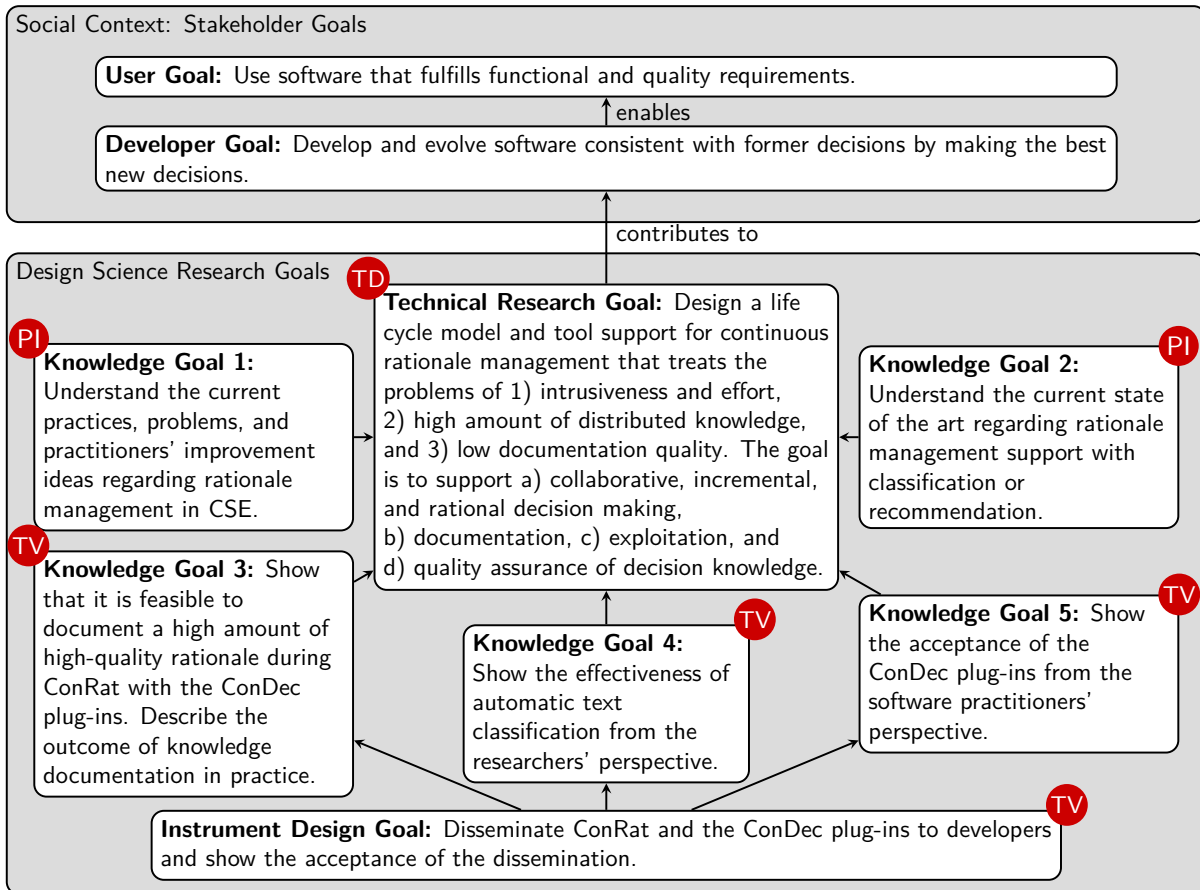 Social Context: Stakeholder Goals
User Goal: Use software that fulfills functional and quality requirements.
enables
Developer Goal: Develop and evolve software consistent with former decisions by making the best
new decisions.
contributes to
Design Science Research Goals
TD
Technical Research Goal: Design a life
cycle model and tool support for continuous
rationale management that treats the
problems of 1) intrusiveness and effort,
2) high amount of distributed knowledge,
and 3) low documentation quality. The goal
is to support a) collaborative, incremental,
and rational decision making,
b) documentation, c) exploitation, and
d) quality assurance of decision knowledge.
PI
Knowledge Goal 1:
Understand the current
practices, problems, and
practitioners' improvement
ideas regarding rationale
management in CSE.
PI
Knowledge Goal 2:
Understand the current state
of the art regarding rationale
management support with
classification or
recommendation.
TV
Knowledge Goal 3: Show
that it is feasible to
document a high amount of
high-quality rationale during
ConRat with the ConDec
plug-ins. Describe the
outcome of knowledge
documentation in practice.
TV
Knowledge Goal 4:
Show the effectiveness of
automatic text
classification from the
researchers' perspective.
TV
Knowledge Goal 5: Show
the acceptance of the
ConDec plug-ins from the
software practitioners'
perspective.
TV
Instrument Design Goal: Disseminate ConRat and the ConDec plug-ins to developers
and show the acceptance of the dissemination.